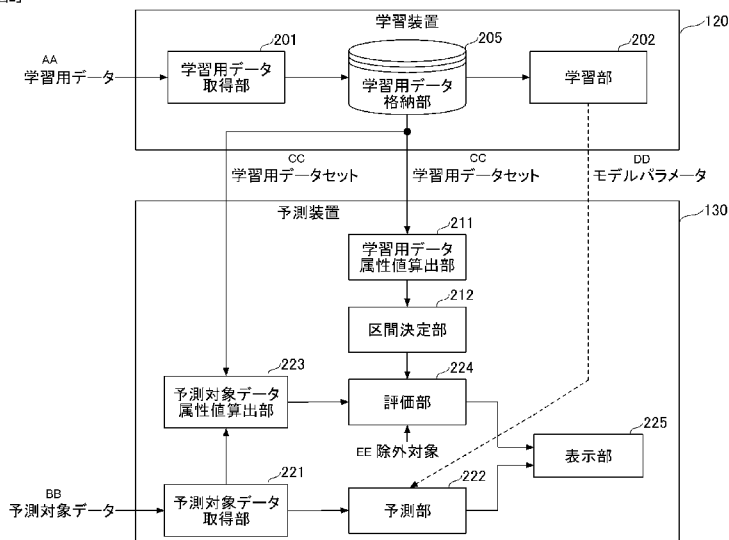 学習装置
120
201
205
202
AA
学習用データ
学習用データ
取得部
学習用データ
格納部
学習部
CC
学習用データセット
CC
学習用データセット
DD
モデルパラメータ
予測装置
130
211
学習用データ
属性値算出部
212
区間決定部
223
予測対象データ
属性値算出部
224
評価部
225
表示部
EE 除外対象
221
222
BB
予測対象データ
予測対象データ
取得部
予測部